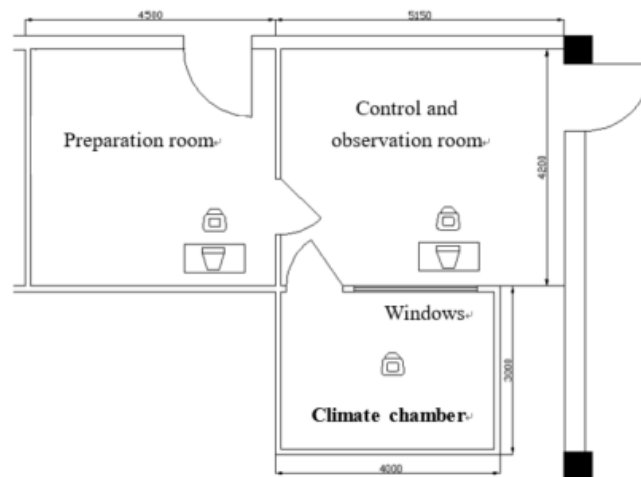 4500
5150
Preparation room
Control and
observation room
4200
Windows
3000
Climate chamber
4000